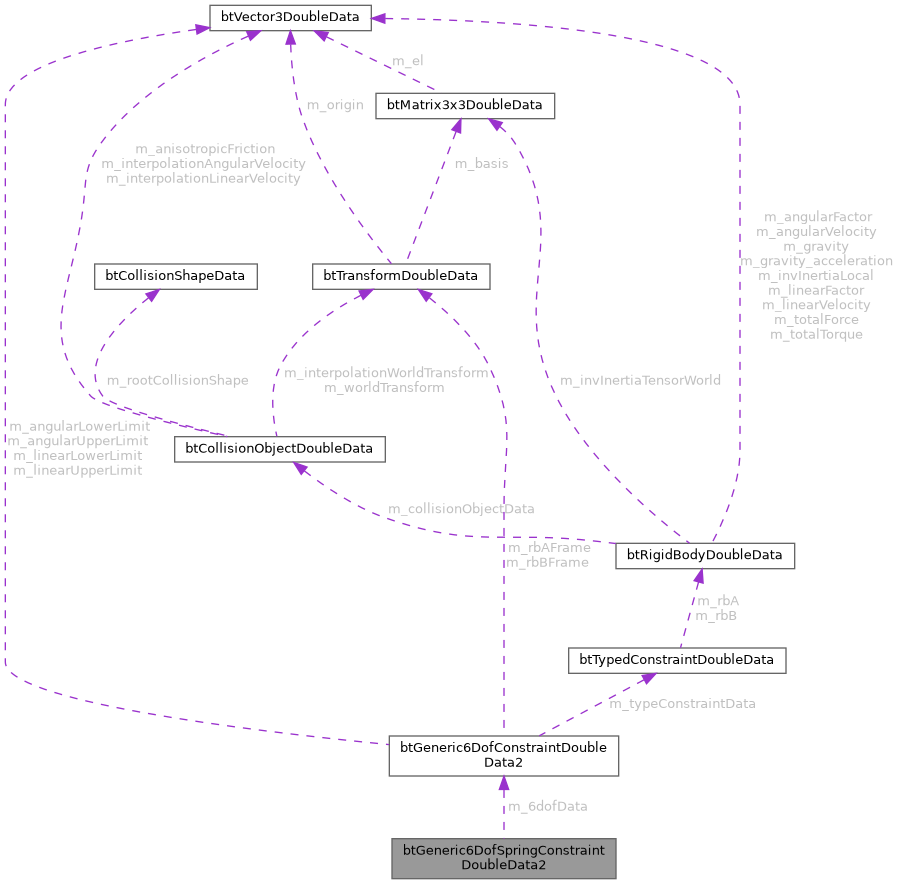 btVector3DoubleData
m_el
btMatrix3x3DoubleData
m_origin
m_anisotropicFriction
m_interpolationAngularVelocity
m_interpolationLinearVelocity
m_basis
m_angularFactor
m_angularVelocity
m_gravity
m_gravity_acceleration
m_invInertiaLocal
m_linearFactor
m_linearVelocity
m_totalForce
m_totalTorque
btCollisionShapeData
btTransformDoubleData
m_rootCollisionShape
m_interpolationWorldTransform
m_worldTransform
m_invInertiaTensorWorld
m_angularLowerLimit
m_angularUpperLimit
m_linearLowerLimit
m_linearUpperLimit
btCollisionObjectDoubleData
m_collisionObjectData
m_rbAFrame
m_rbBFrame
btRigidBodyDoubleData
m_rbA
m_rbB
btTypedConstraintDoubleData
m_typeConstraintData
btGeneric6DofConstraintDouble
Data2
m_6dofData
btGeneric6DofSpringConstraint
DoubleData2